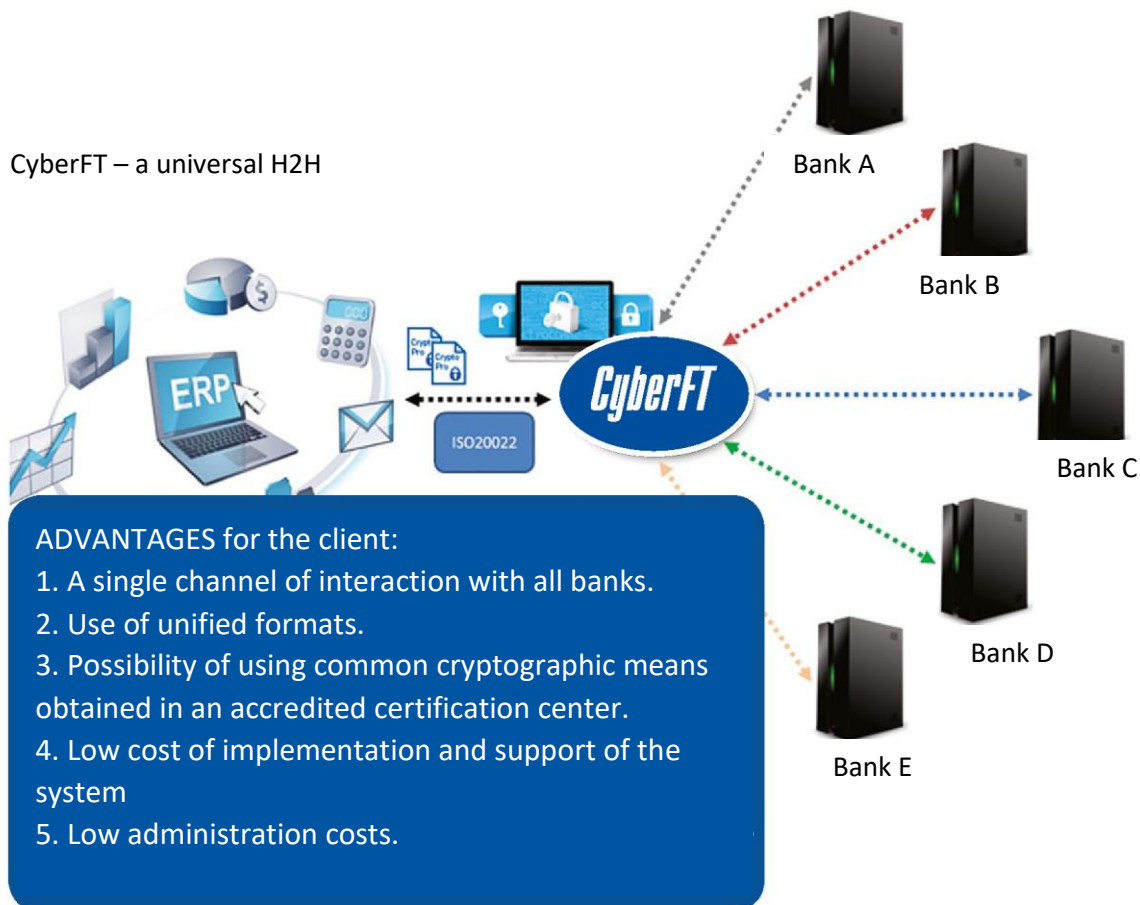 Bank A
CyberFT – a universal H2H
Bank B
ERP
Crypto
Pro
CyberFT
ISO20022
Bank C
ADVANTAGES for the client:
1. A single channel of interaction with all banks.
2. Use of unified formats.
3. Possibility of using common cryptographic means
obtained in an accredited certification center.
4. Low cost of implementation and support of the
system
5. Low administration costs.
Bank D
Bank E